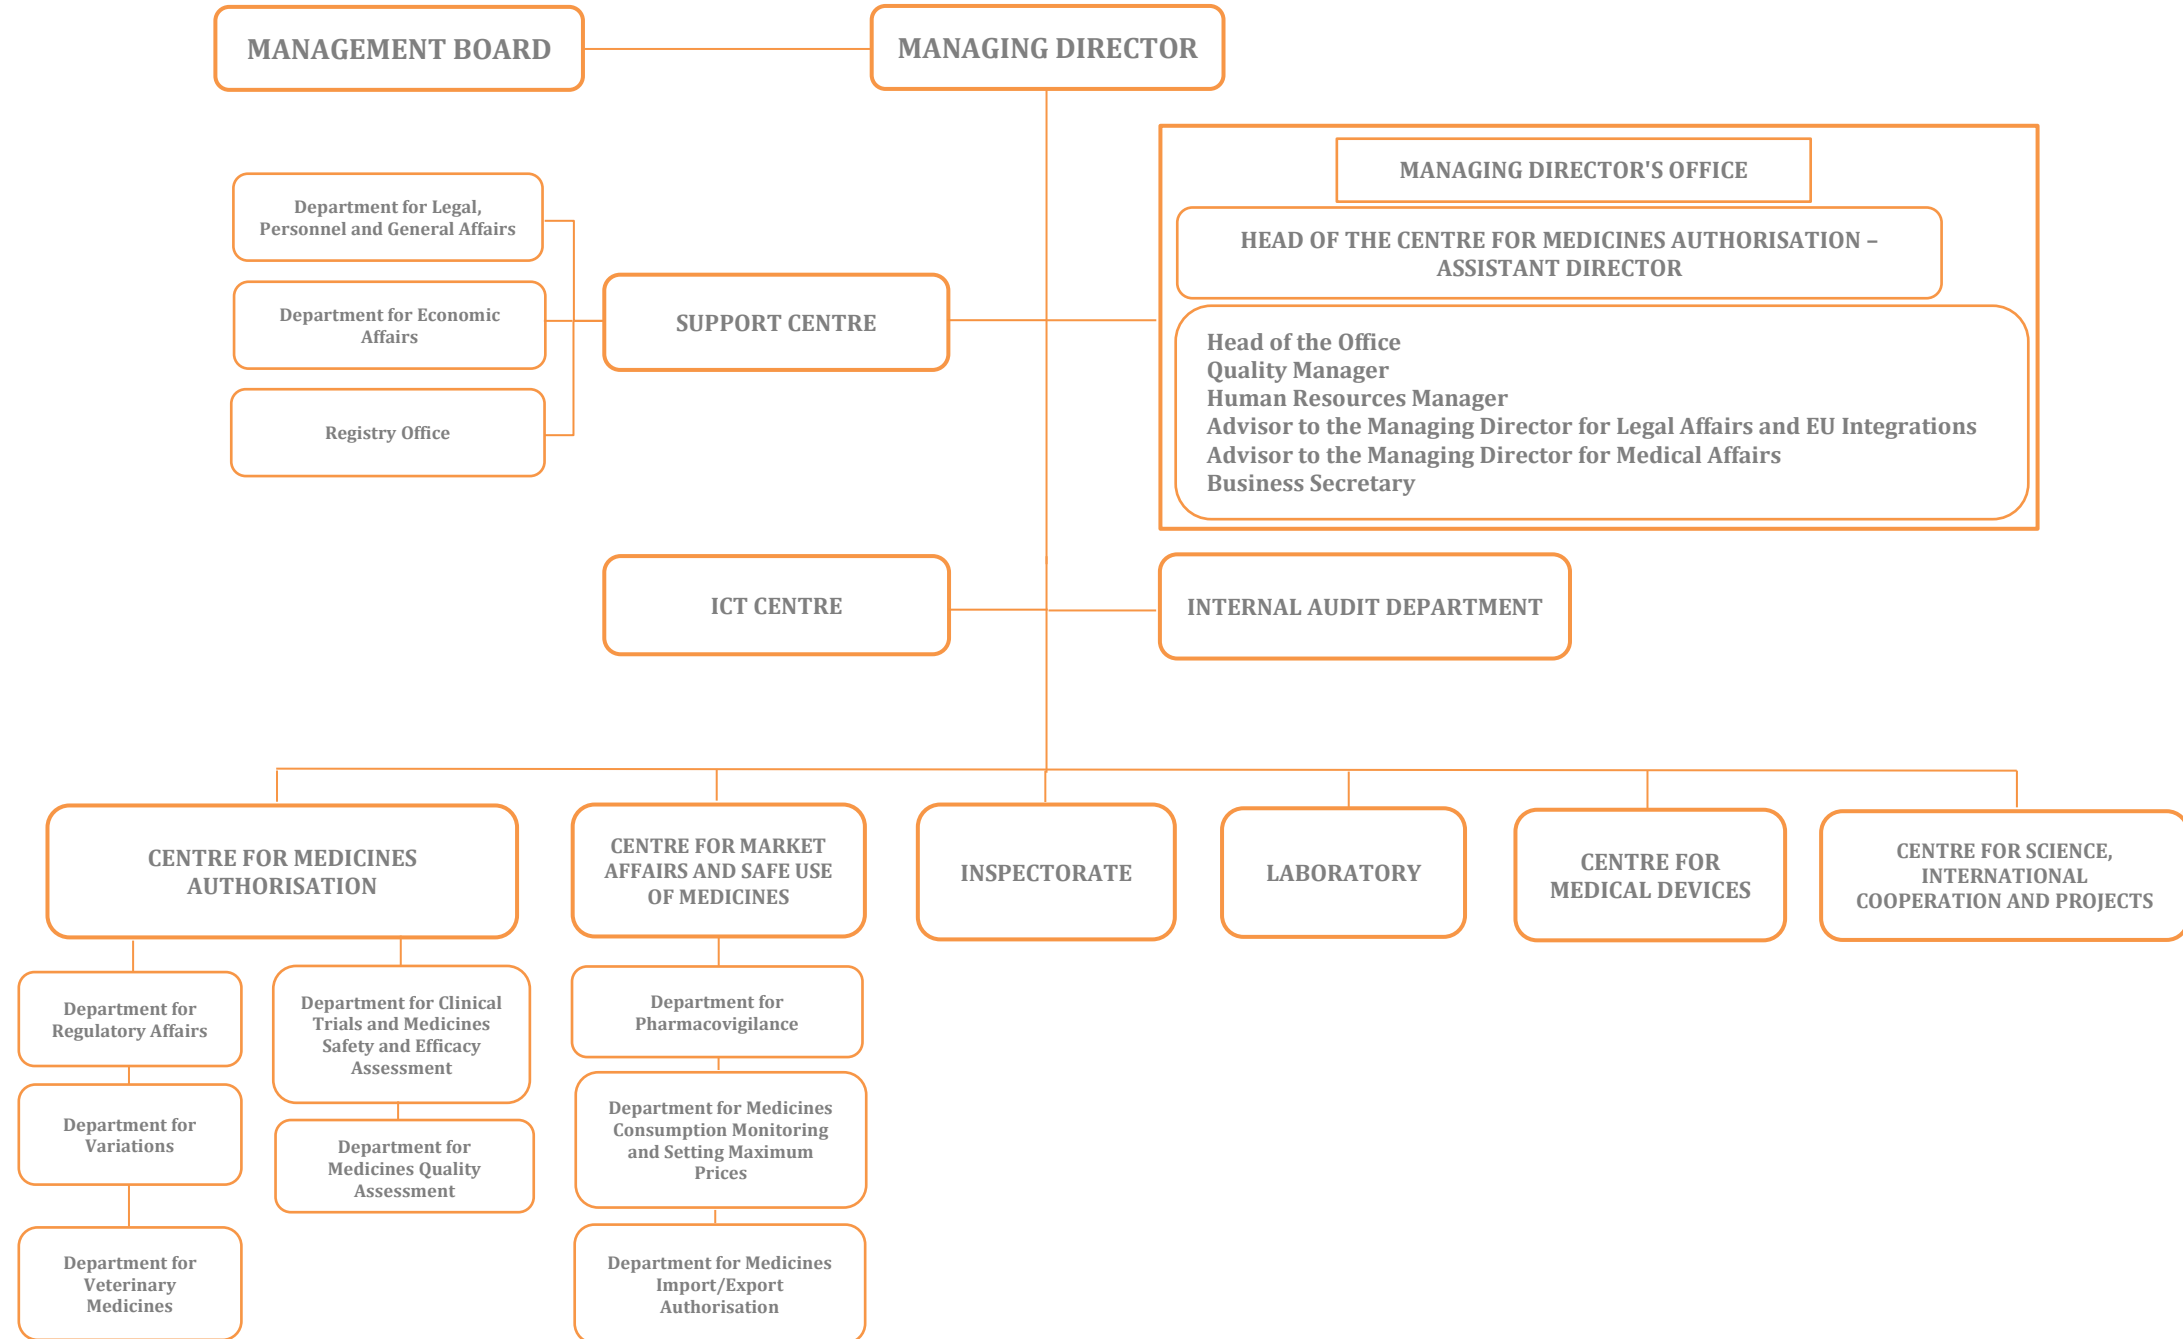 MANAGEMENT BOARD
MANAGING DIRECTOR
MANAGING DIRECTOR'S OFFICE
HEAD OF THE CENTRE FOR MEDICINES AUTHORISATION –
ASSISTANT DIRECTOR
Head of the Office
Quality Manager
Human Resources Manager
Advisor to the Managing Director for Legal Affairs and EU Integrations
Advisor to the Managing Director for Medical Affairs
Business Secretary
Department for Legal,
Personnel and General Affairs
Department for Economic
Affairs
Registry Office
SUPPORT CENTRE
ICT CENTRE
INTERNAL AUDIT DEPARTMENT
CENTRE FOR MEDICINES
AUTHORISATION
CENTRE FOR MARKET
AFFAIRS AND SAFE USE
OF MEDICINES
INSPECTORATE
LABORATORY
CENTRE FOR
MEDICAL DEVICES
CENTRE FOR SCIENCE,
INTERNATIONAL
COOPERATION AND PROJECTS
Department for
Regulatory Affairs
Department for
Variations
Department for
Veterinary
Medicines
Department for Clinical
Trials and Medicines
Safety and Efficacy
Assessment
Department for
Medicines Quality
Assessment
Department for
Pharmacovigilance
Department for Medicines
Consumption Monitoring
and Setting Maximum
Prices
Department for Medicines
Import/Export
Authorisation